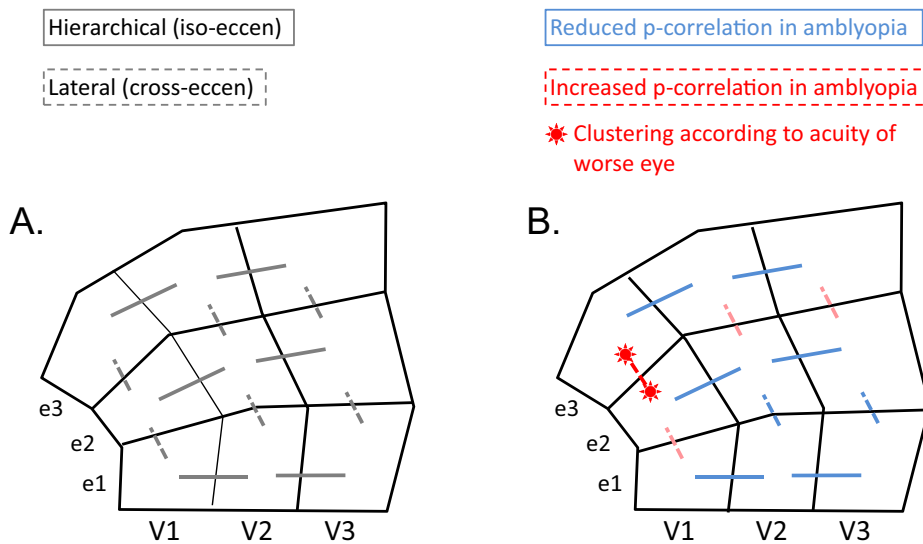 Hierarchical (iso-eccen)
Lateral (cross-eccen)
Reduced p-correlation in amblyopia
Increased p-correlation in amblyopia
Clustering according to acuity of
worse eye
A.
e3
e2
e1
V1 V2 V3
B.
e3
e2
e1
V1 V2 V3